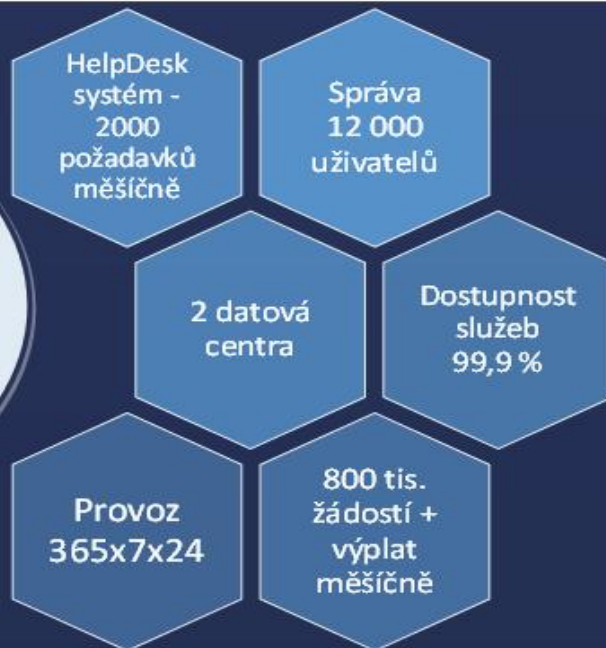 HelpDesk
systém -
2000
požadavků
měšíčně
Správa
12 000
uživatelů
2 datová
centra
Dostupnost
služeb
99,9 %
Provoz
365x7x24
800 tis.
žádostí +
výplat
měšíčně